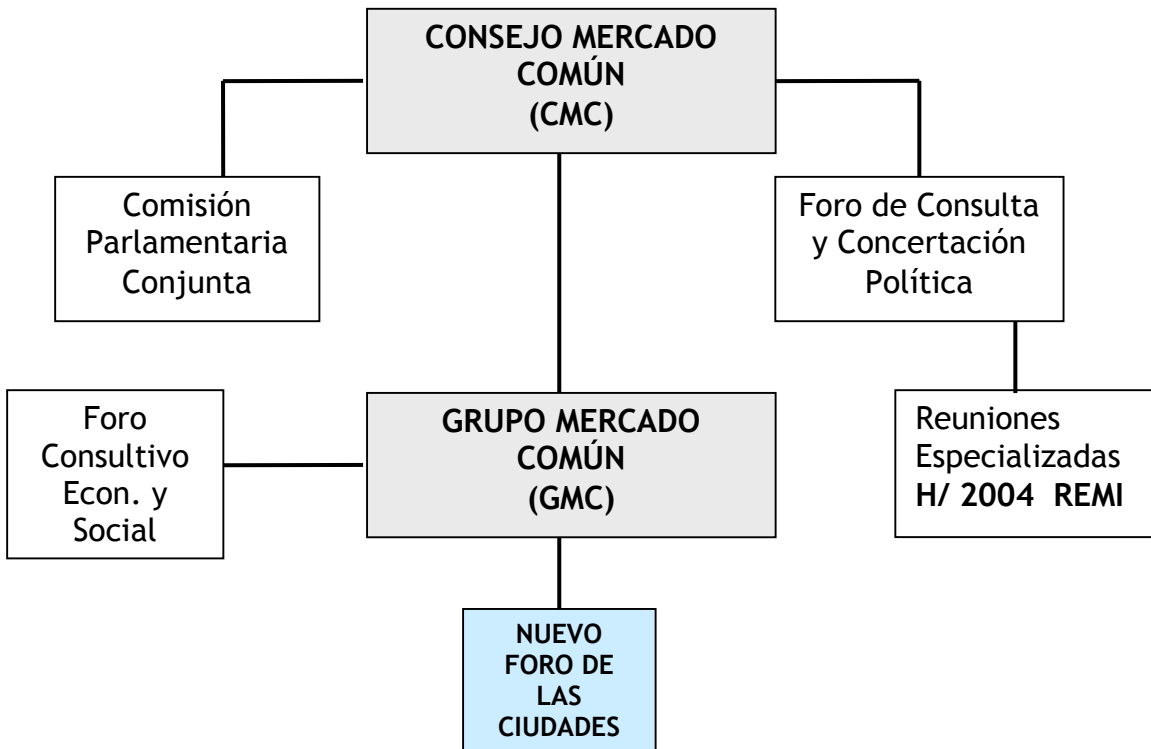 CONSEJO MERCADO
COMÚN
(CMC)
Comisión
Parlamentaria
Conjunta
Foro de Consulta
y Concertación
Política
Foro
Consultivo
Econ. y
Social
GRUPO MERCADO
COMÚN
(GMC)
Reuniones
Especializadas
H/ 2004 REMI
NUEVO
FORO DE
LAS
CIUDADES